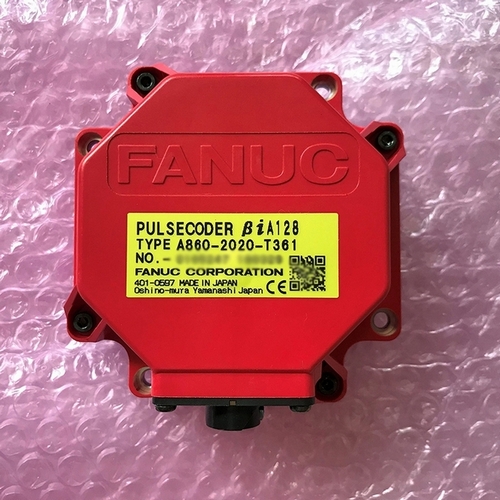 FANUC
PULSECODER βiA128
TYPE A860-2020-T361
NO.
FANUC CORPORATION
401-0597 MADE IN JAPAN
Oshino-mura Yamanashi Japan CE